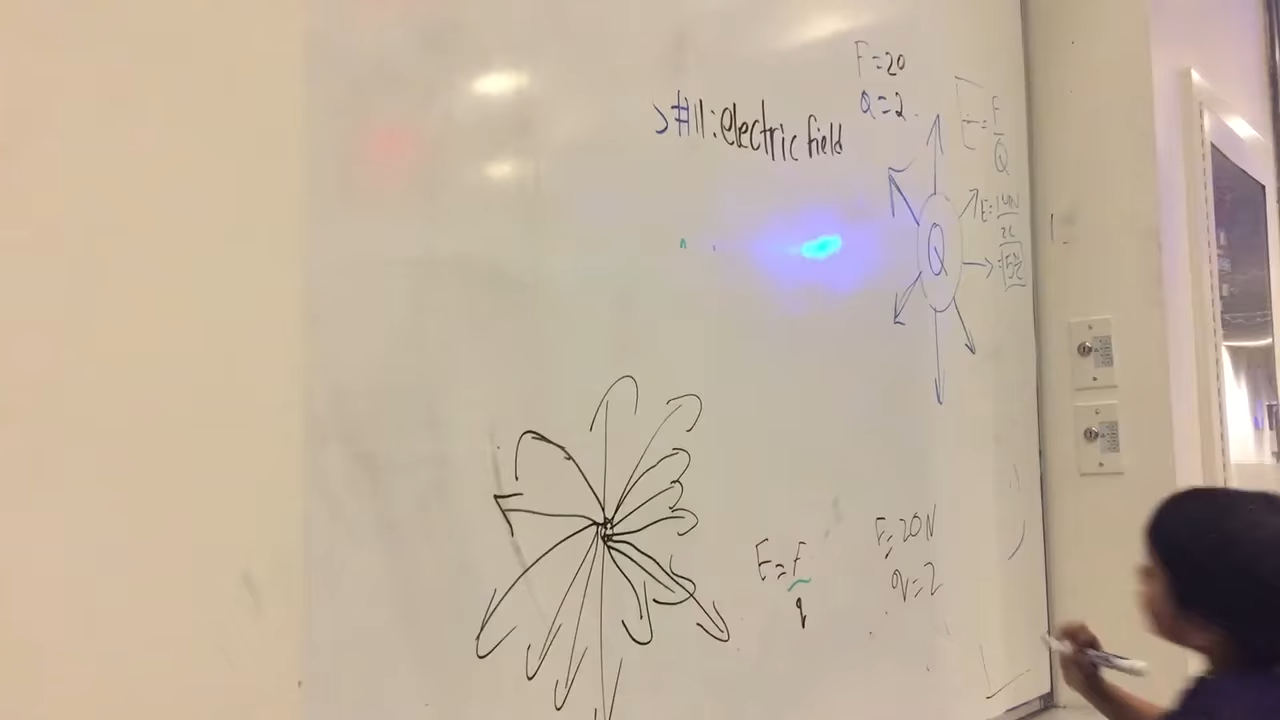 F=20
Q=2
>#11: electric field
E=F
Q
Q
E=F
q
F=20N
q=2